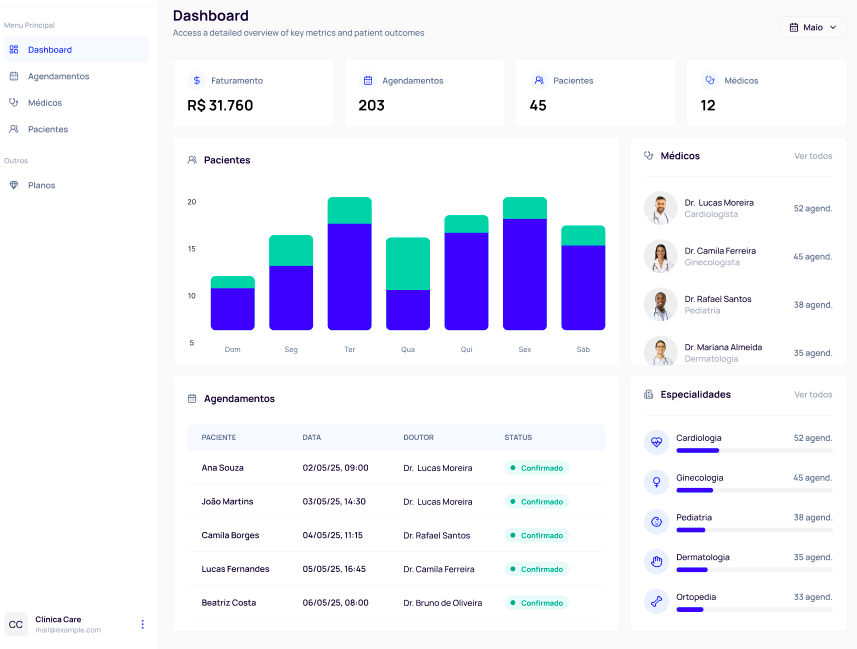 Menu Principal
Dashboard
Agendamentos
Médicos
Pacientes
Outros
Planos
CC
Clínica Care
mail@example.com
Dashboard
Access a detailed overview of key metrics and patient outcomes
Maio
Faturamento
R$ 31.760
Agendamentos
203
Pacientes
45
Médicos
12
Pacientes
20
15
10
5
Dom Seg Ter Qua Qui Sex Sáb
Médicos Ver todos
Dr. Lucas Moreira
Cardiologista
52 agend.
Dr. Camila Ferreira
Ginecologista
45 agend.
Dr. Rafael Santos
Pediatria
38 agend.
Dr. Mariana Almeida
Dermatologia
35 agend.
Agendamentos
PACIENTE DATA DOUTOR STATUS
Ana Souza 02/05/25, 09:00 Dr. Lucas Moreira Confirmado
João Martins 03/05/25, 14:30 Dr. Lucas Moreira Confirmado
Camila Borges 04/05/25, 11:15 Dr. Rafael Santos Confirmado
Lucas Fernandes 05/05/25, 16:45 Dr. Camila Ferreira Confirmado
Beatriz Costa 06/05/25, 08:00 Dr. Bruno de Oliveira Confirmado
Especialidades Ver todos
Cardiologia 52 agend.
Ginecologia 45 agend.
Pediatria 38 agend.
Dermatologia 35 agend.
Ortopedia 33 agend.